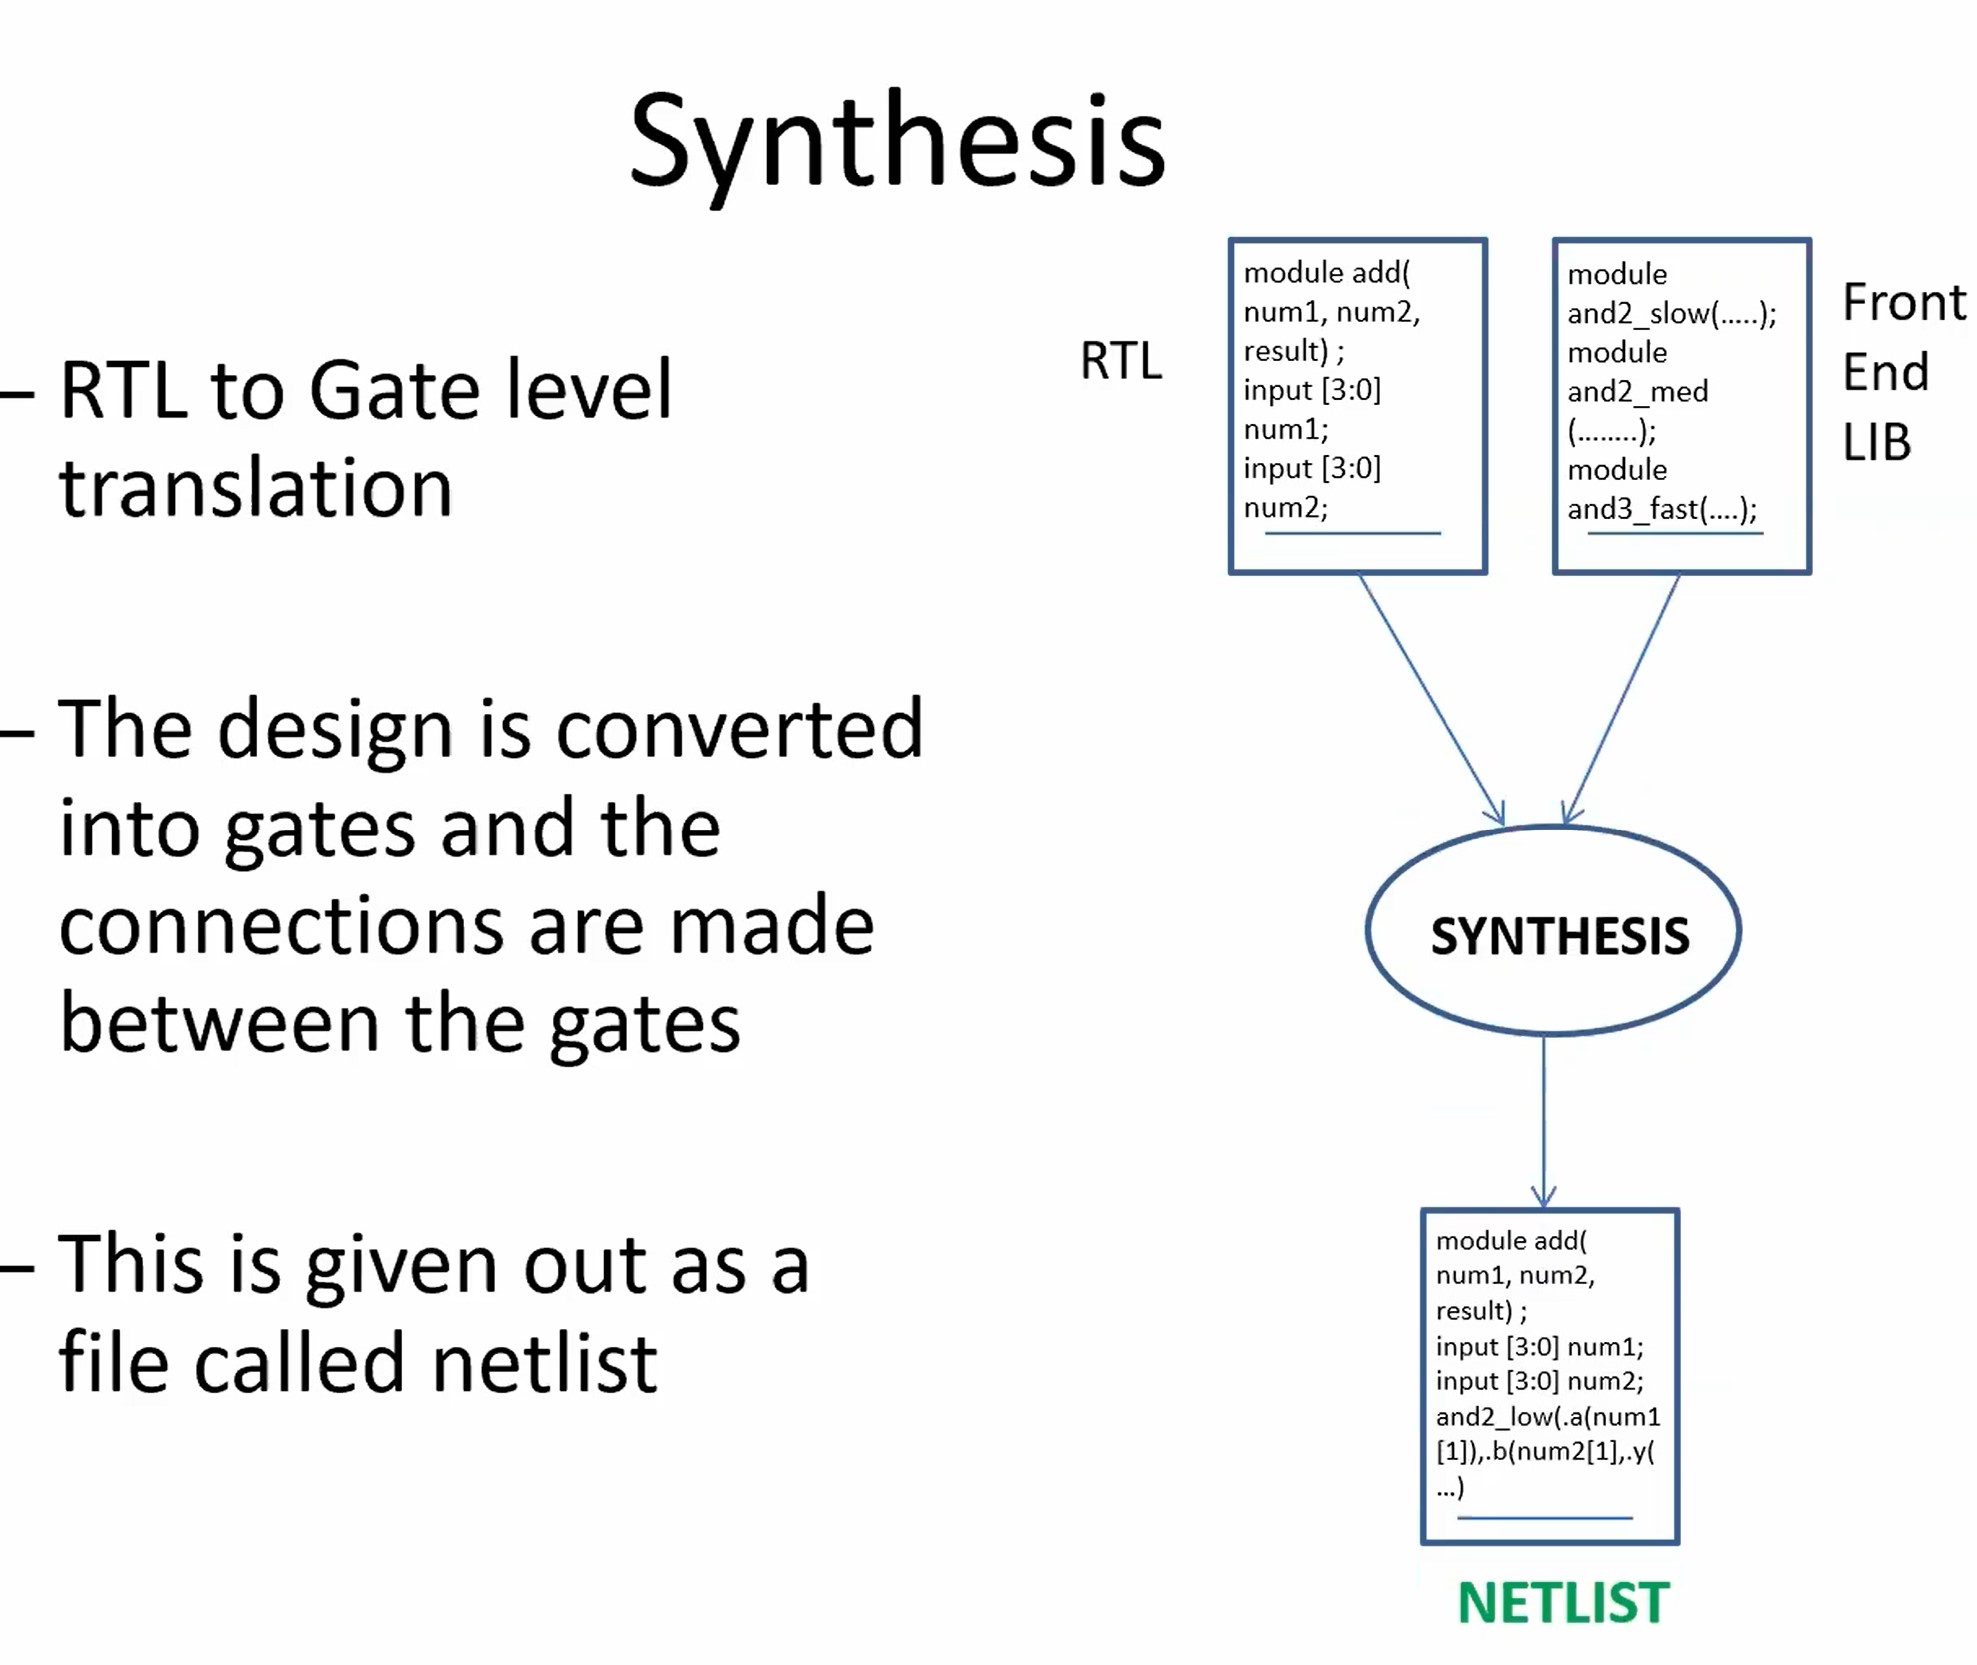 Synthesis
– RTL to Gate level
translation
– The design is converted
into gates and the
connections are made
between the gates
– This is given out as a
file called netlist
RTL
module add(
num1, num2,
result) ;
input [3:0]
num1;
input [3:0]
num2;
module
and2_slow(.....);
module
and2_med
(........);
module
and3_fast(....);
Front
End
LIB
SYNTHESIS
module add(
num1, num2,
result) ;
input [3:0] num1;
input [3:0] num2;
and2_low(.a(num1
[1]),.b(num2[1],.y(
...)
NETLIST